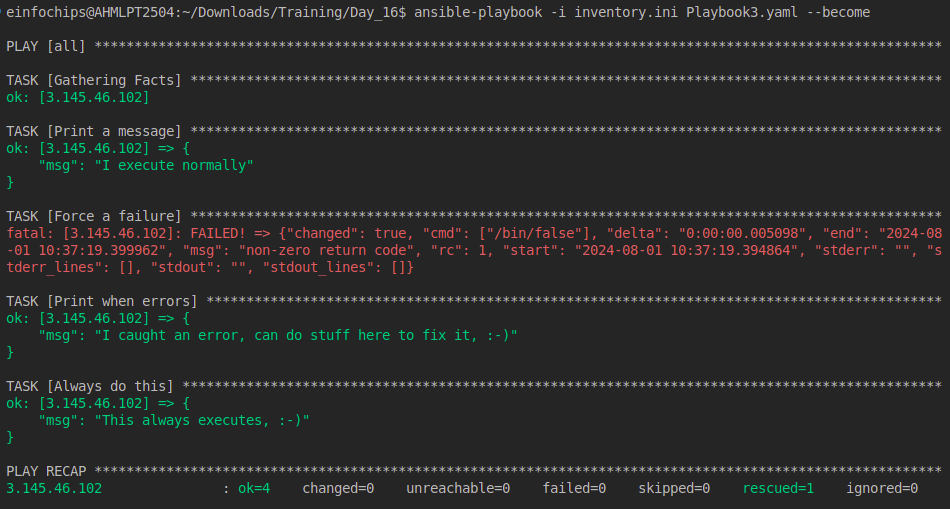 einfochips@AHMLPT2504:~/Downloads/Training/Day_16$ ansible-playbook -i inventory.ini Playbook3.yaml --become
PLAY [all] *********************************************************************************************************
TASK [Gathering Facts] *********************************************************************************************
ok: [3.145.46.102]
TASK [Print a message] *********************************************************************************************
ok: [3.145.46.102] => {
    "msg": "I execute normally"
}
TASK [Force a failure] *********************************************************************************************
fatal: [3.145.46.102]: FAILED! => {"changed": true, "cmd": ["/bin/false"], "delta": "0:00:00.005098", "end": "2024-08
-01 10:37:19.399962", "msg": "non-zero return code", "rc": 1, "start": "2024-08-01 10:37:19.394864", "stderr": "", "s
tderr_lines": [], "stdout": "", "stdout_lines": []}
TASK [Print when errors] *******************************************************************************************
ok: [3.145.46.102] => {
    "msg": "I caught an error, can do stuff here to fix it, :-)"
}
TASK [Always do this] **********************************************************************************************
ok: [3.145.46.102] => {
    "msg": "This always executes, :-)"
}
PLAY RECAP *********************************************************************************************************
3.145.46.102               : ok=4    changed=0    unreachable=0    failed=0    skipped=0    rescued=1    ignored=0